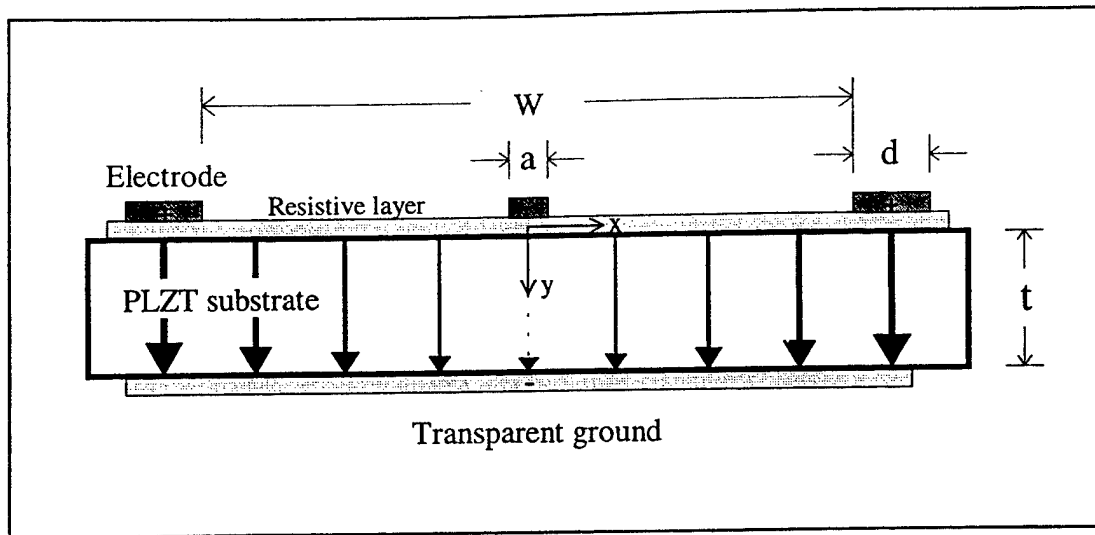 W
a
d
Electrode
Resistive layer
x
PLZT substrate
y
t
Transparent ground